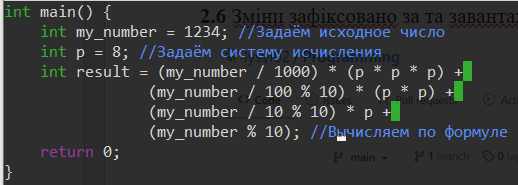 int main() {
2.6 Зміни зафіксовано за та завантаж
int my_number = 1234; //Задаём исходное число
int p = 8; //Задаём систему исчисления
int result = (my_number / 1000) * (p * p * p) +
(my_number / 100 % 10) * (p * p) +
(my_number / 10 % 10) * p +
(my_number % 10); //Вычисляем по формуле
return 0;
main 1 branch 0
}